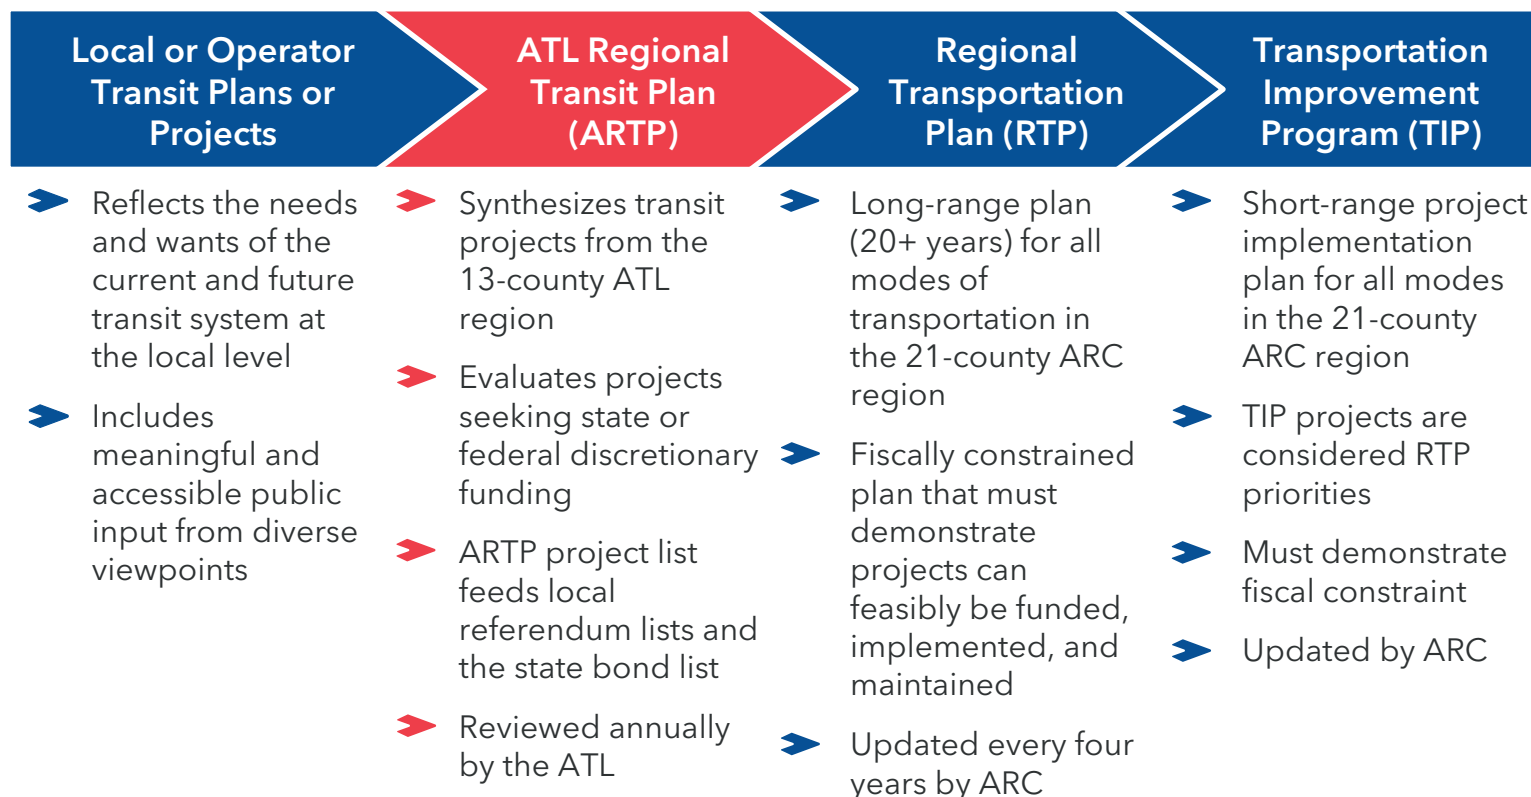 Local or Operator
Transit Plans or
Projects
Reflects the needs
and wants of the
current and future
transit system at
the local level
Includes
meaningful and
accessible public
input from diverse
viewpoints
ATL Regional
Transit Plan
(ARTP)
Synthesizes transit
projects from the
13-county ATL
region
Evaluates projects
seeking state or
federal discretionary
funding
ARTP project list
feeds local
referendum lists and
the state bond list
Reviewed annually
by the ATL
Regional
Transportation
Plan (RTP)
Long-range plan
(20+ years) for all
modes of
transportation in
the 21-county ARC
region
Fiscally constrained
plan that must
demonstrate
projects can
feasibly be funded,
implemented, and
maintained
Updated every four
years by ARC
Transportation
Improvement
Program (TIP)
Short-range project
implementation
plan for all modes
in the 21-county
ARC region
TIP projects are
considered RTP
priorities
Must demonstrate
fiscal constraint
Updated by ARC